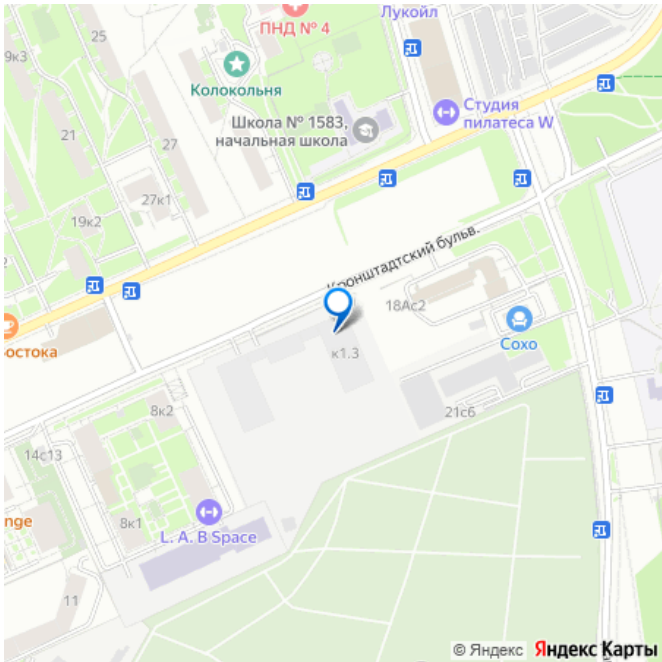 Лукойл
ПНД № 4
25
9к3
Колокольня
Студия
пилатеса W
Школа № 1583,
начальная школа
21
27
27к1
19к2
2
Кронштадтский бульв.
18Ас2
Сохо
Востока
к1.3
8к2
21с6
14с13
nge
8к1
L. A. B Space
11
© Яндекс Яндекс Карты